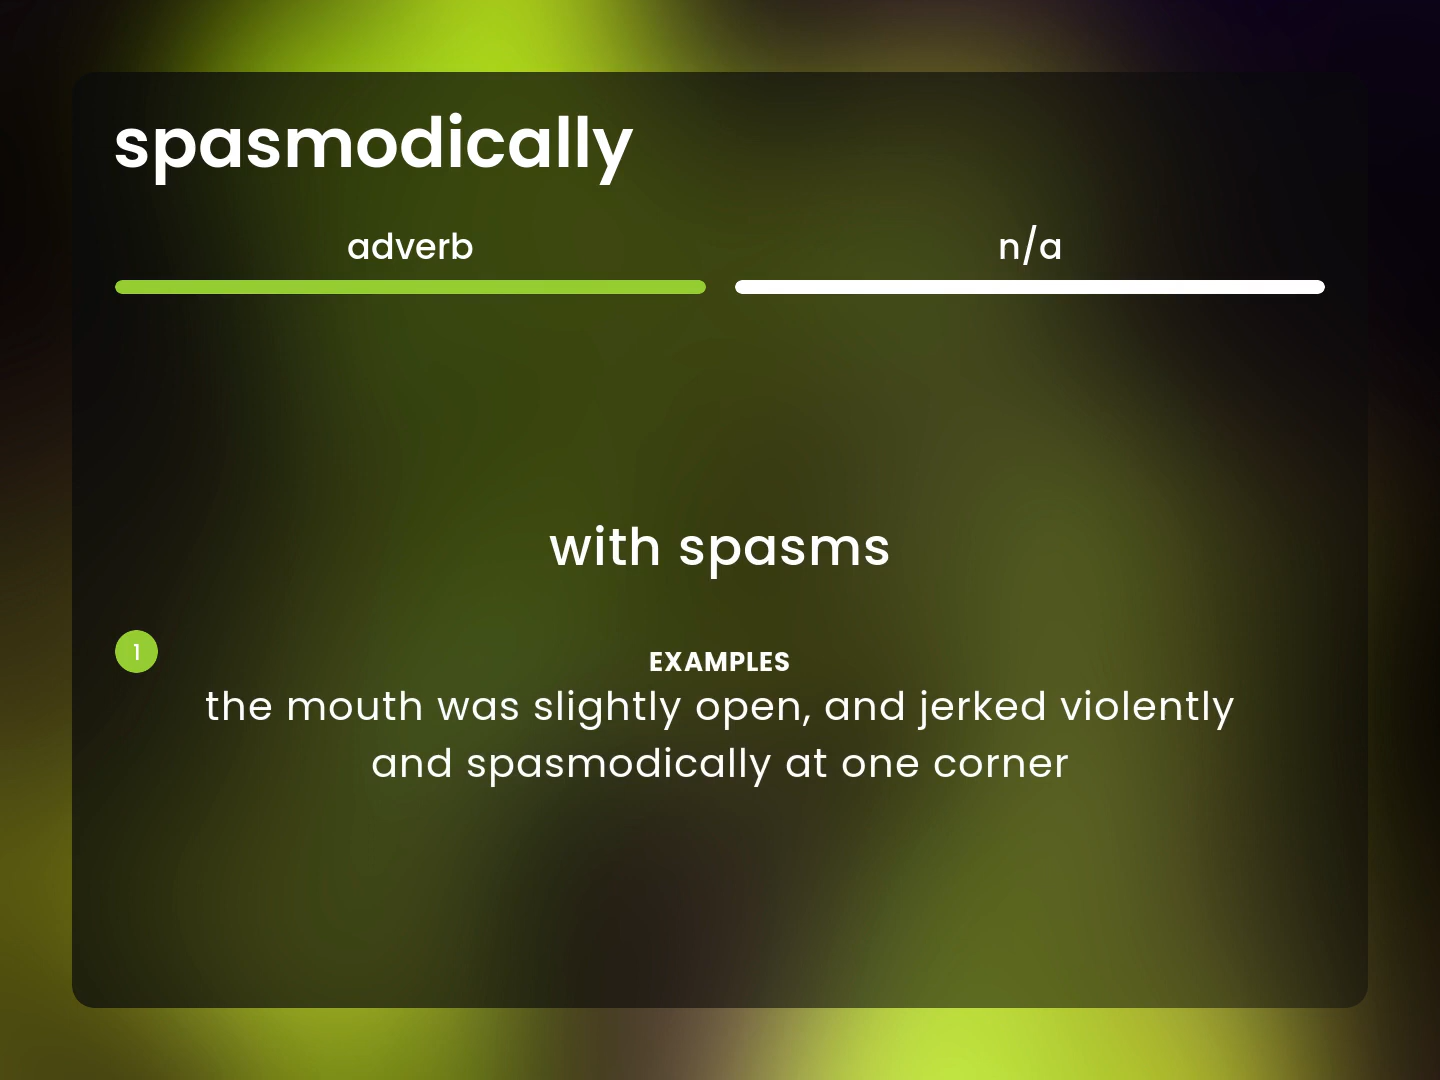 spasmodically
adverb
n/a
with spasms
1
EXAMPLES
the mouth was slightly open, and jerked violently
and spasmodically at one corner